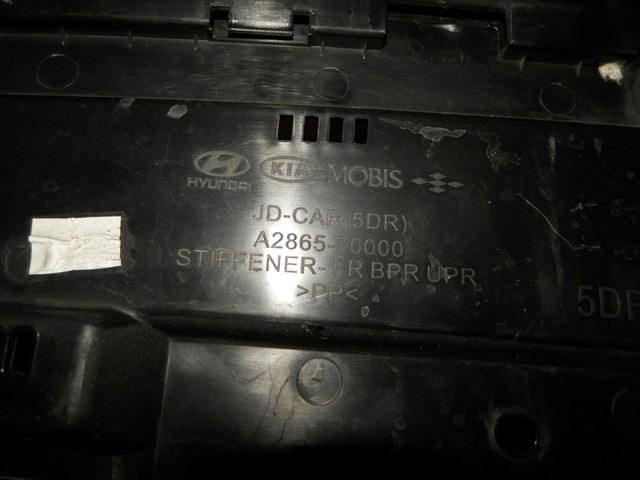 HYUNDAI KIA MOBIS
JD-CAR(5DR)
A2865-70000
STIFFENER-FR BPR UPR
>PP<
5DR